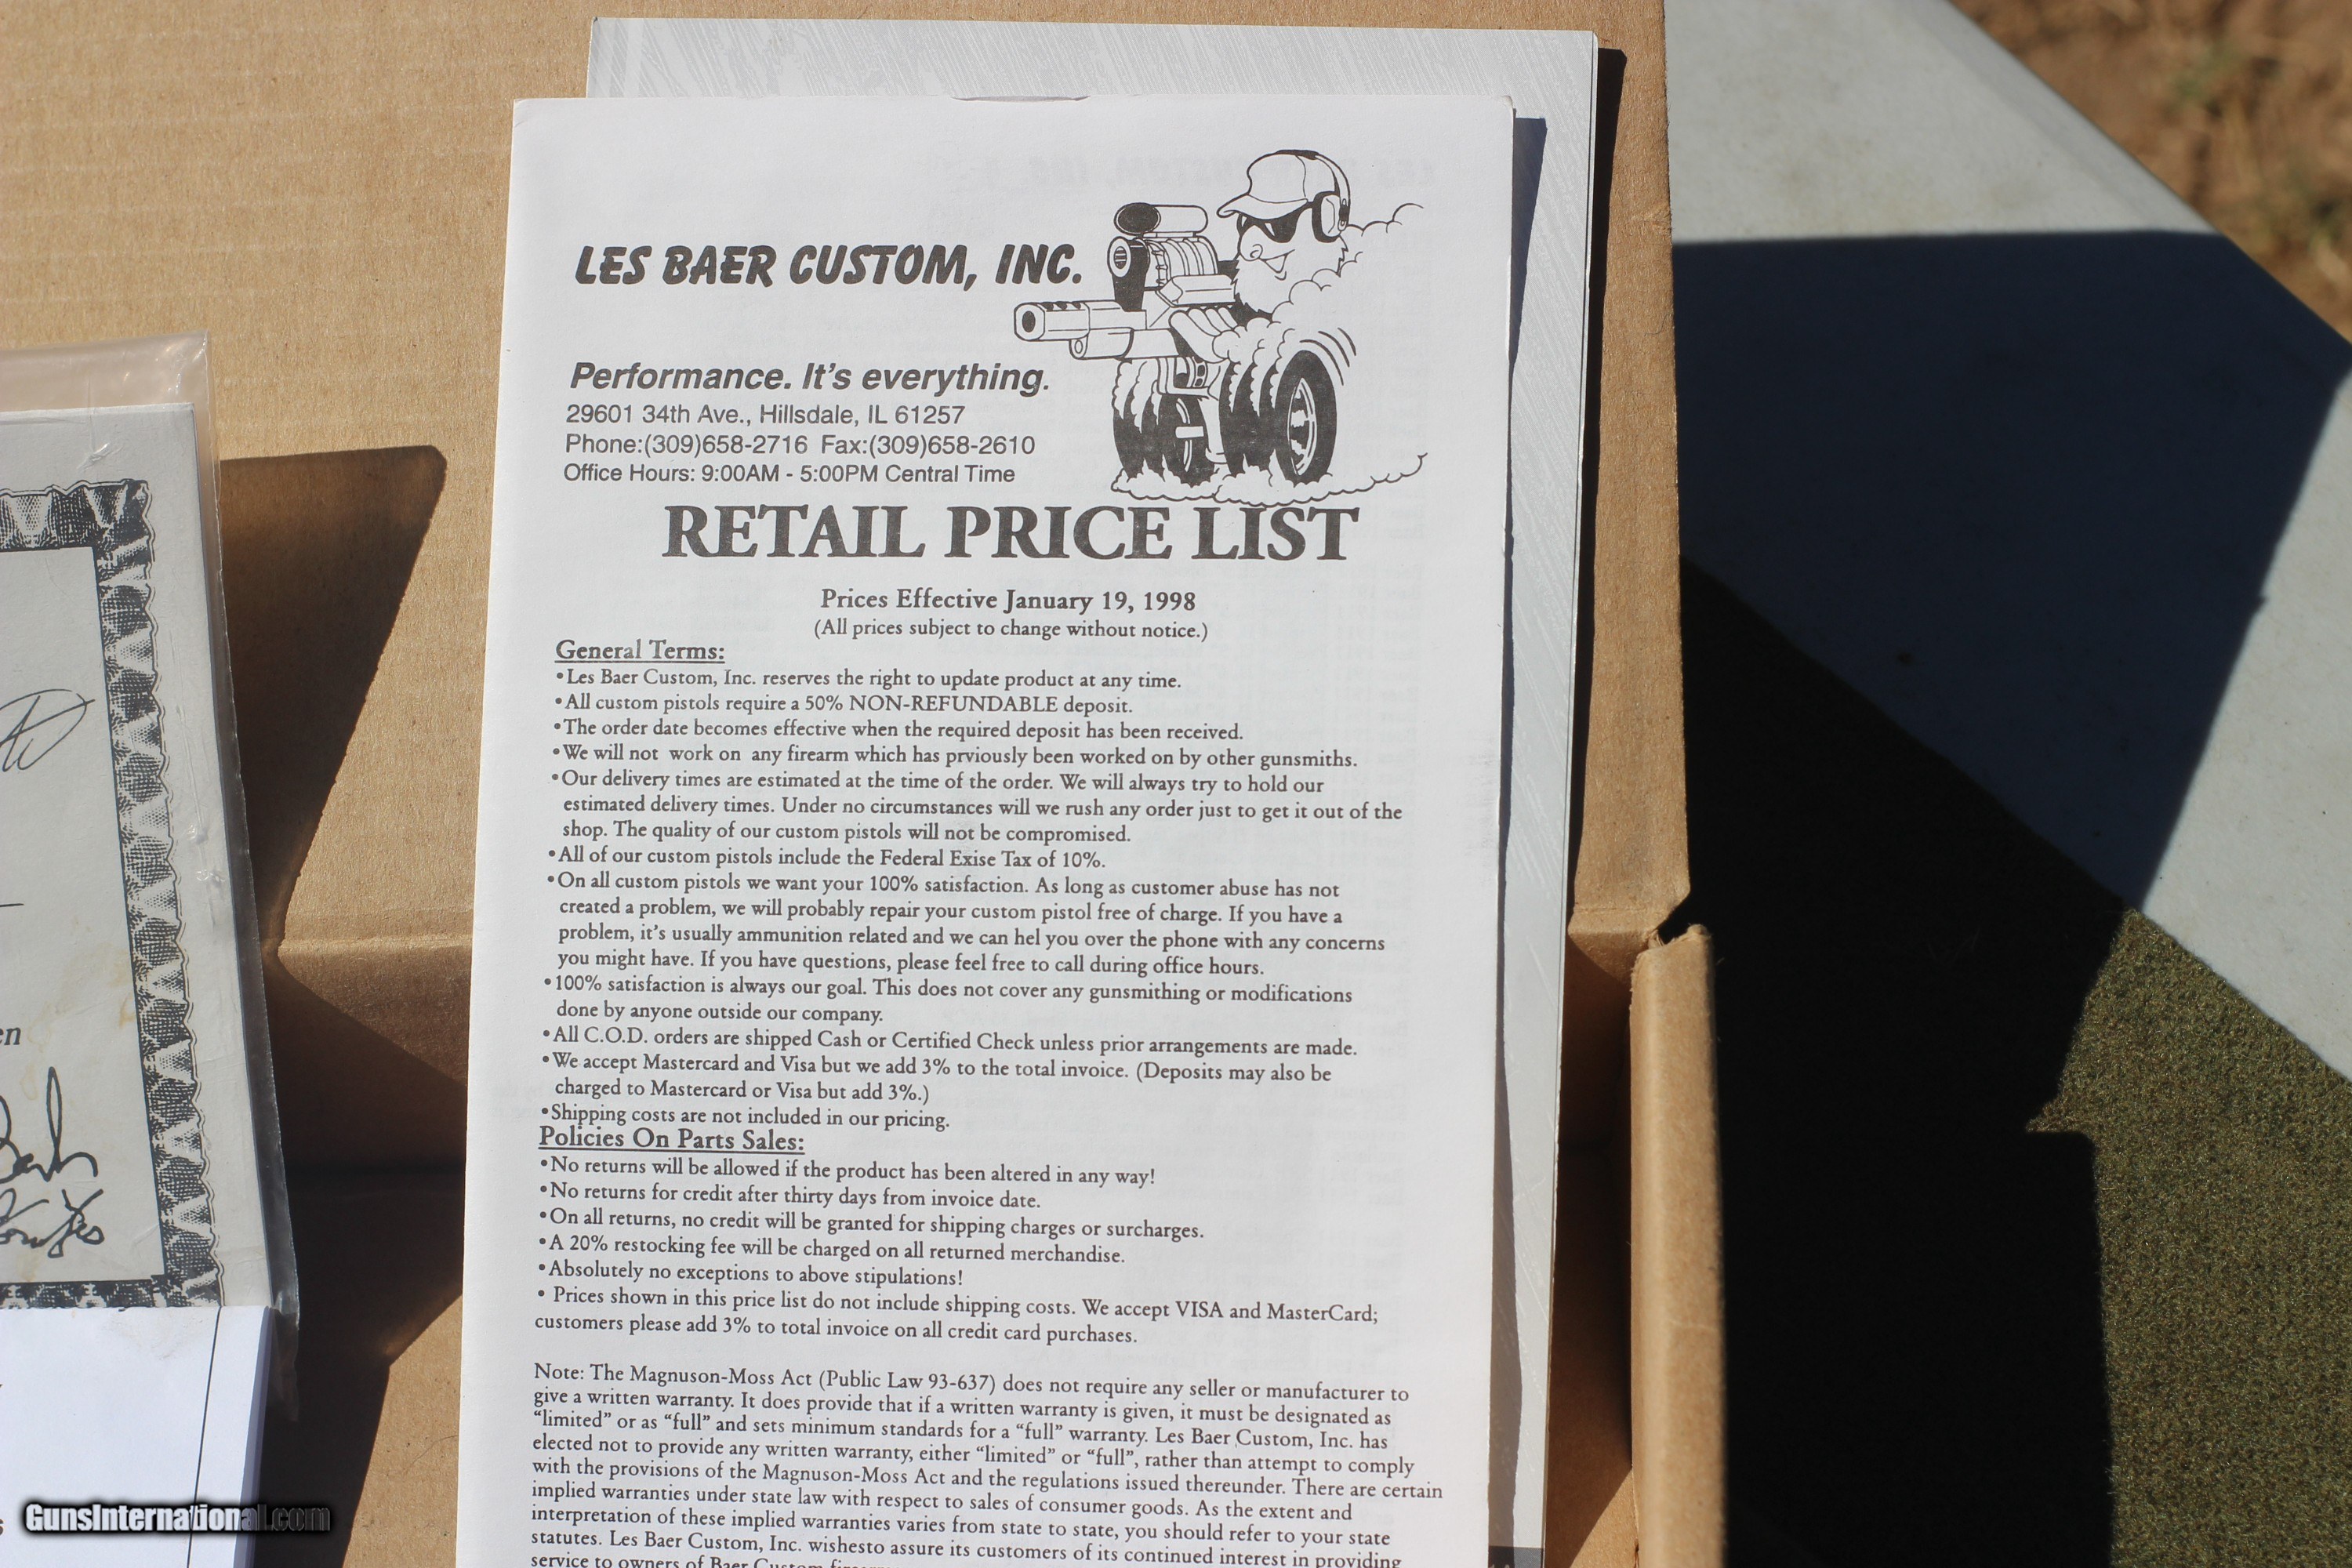 LES BAER CUSTOM, INC.
Performance. It's everything.
29601 34th Ave., Hillsdale, IL 61257
Phone:(309)658-2716 Fax:(309)658-2610
Office Hours: 9:00AM - 5:00PM Central Time
RETAIL PRICE LIST
Prices Effective January 19, 1998
(All prices subject to change without notice.)
General Terms:
•Les Baer Custom, Inc. reserves the right to update product at any time.
•All custom pistols require a 50% NON-REFUNDABLE deposit.
•The order date becomes effective when the required deposit has been received.
•We will not work on any firearm which has prviously been worked on by other gunsmiths.
•Our delivery times are estimated at the time of the order. We will always try to hold our
estimated delivery times. Under no circumstances will we rush any order just to get it out of the
shop. The quality of our custom pistols will not be compromised.
•All of our custom pistols include the Federal Exise Tax of 10%.
•On all custom pistols we want your 100% satisfaction. As long as customer abuse has not
created a problem, we will probably repair your custom pistol free of charge. If you have a
problem, it's usually ammunition related and we can hel you over the phone with any concerns
you might have. If you have questions, please feel free to call during office hours.
•100% satisfaction is always our goal. This does not cover any gunsmithing or modifications
done by anyone outside our company.
•All C.O.D. orders are shipped Cash or Certified Check unless prior arrangements are made.
•We accept Mastercard and Visa but we add 3% to the total invoice. (Deposits may also be
charged to Mastercard or Visa but add 3%.)
•Shipping costs are not included in our pricing.
Policies On Parts Sales:
•No returns will be allowed if the product has been altered in any way!
•No returns for credit after thirty days from invoice date.
•On all returns, no credit will be granted for shipping charges or surcharges.
•A 20% restocking fee will be charged on all returned merchandise.
•Absolutely no exceptions to above stipulations!
• Prices shown in this price list do not include shipping costs. We accept VISA and MasterCard;
customers please add 3% to total invoice on all credit card purchases.
Note: The Magnuson-Moss Act (Public Law 93-637) does not require any seller or manufacturer to
give a written warranty. It does provide that if a written warranty is given, it must be designated as
“limited” or as “full” and sets minimum standards for a “full” warranty. Les Baer Custom, Inc. has
elected not to provide any written warranty, either “limited” or “full”, rather than attempt to comply
with the provisions of the Magnuson-Moss Act and the regulations issued thereunder. There are certain
implied warranties under state law with respect to sales of consumer goods. As the extent and
interpretation of these implied warranties varies from state to state, you should refer to your state
statutes. Les Baer Custom, Inc. wishesto assure its customers of its continued interest in providing
service to owners of Baer Custom
en
GunsInternational.com